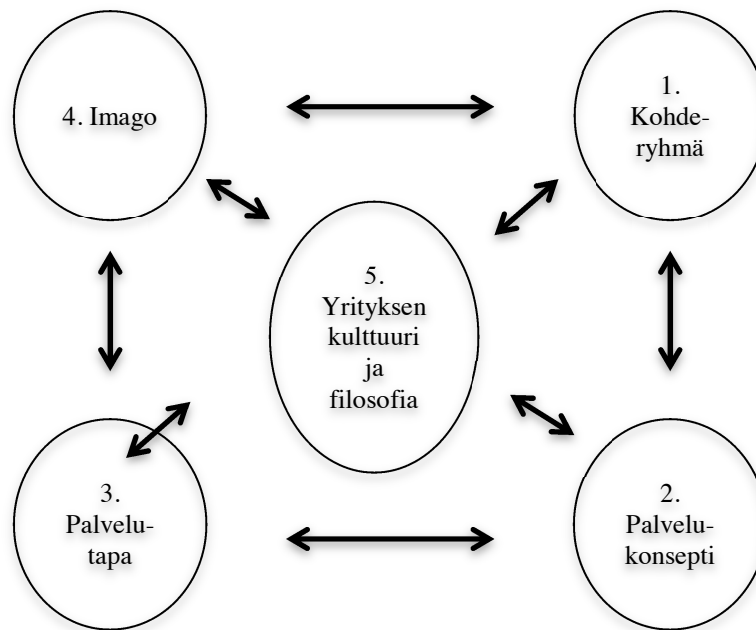 4. Imago
1.
Kohde-
ryhmä
5.
Yrityksen
kulttuuri
ja
filosofia
3.
Palvelu-
tapa
2.
Palvelu-
konsepti